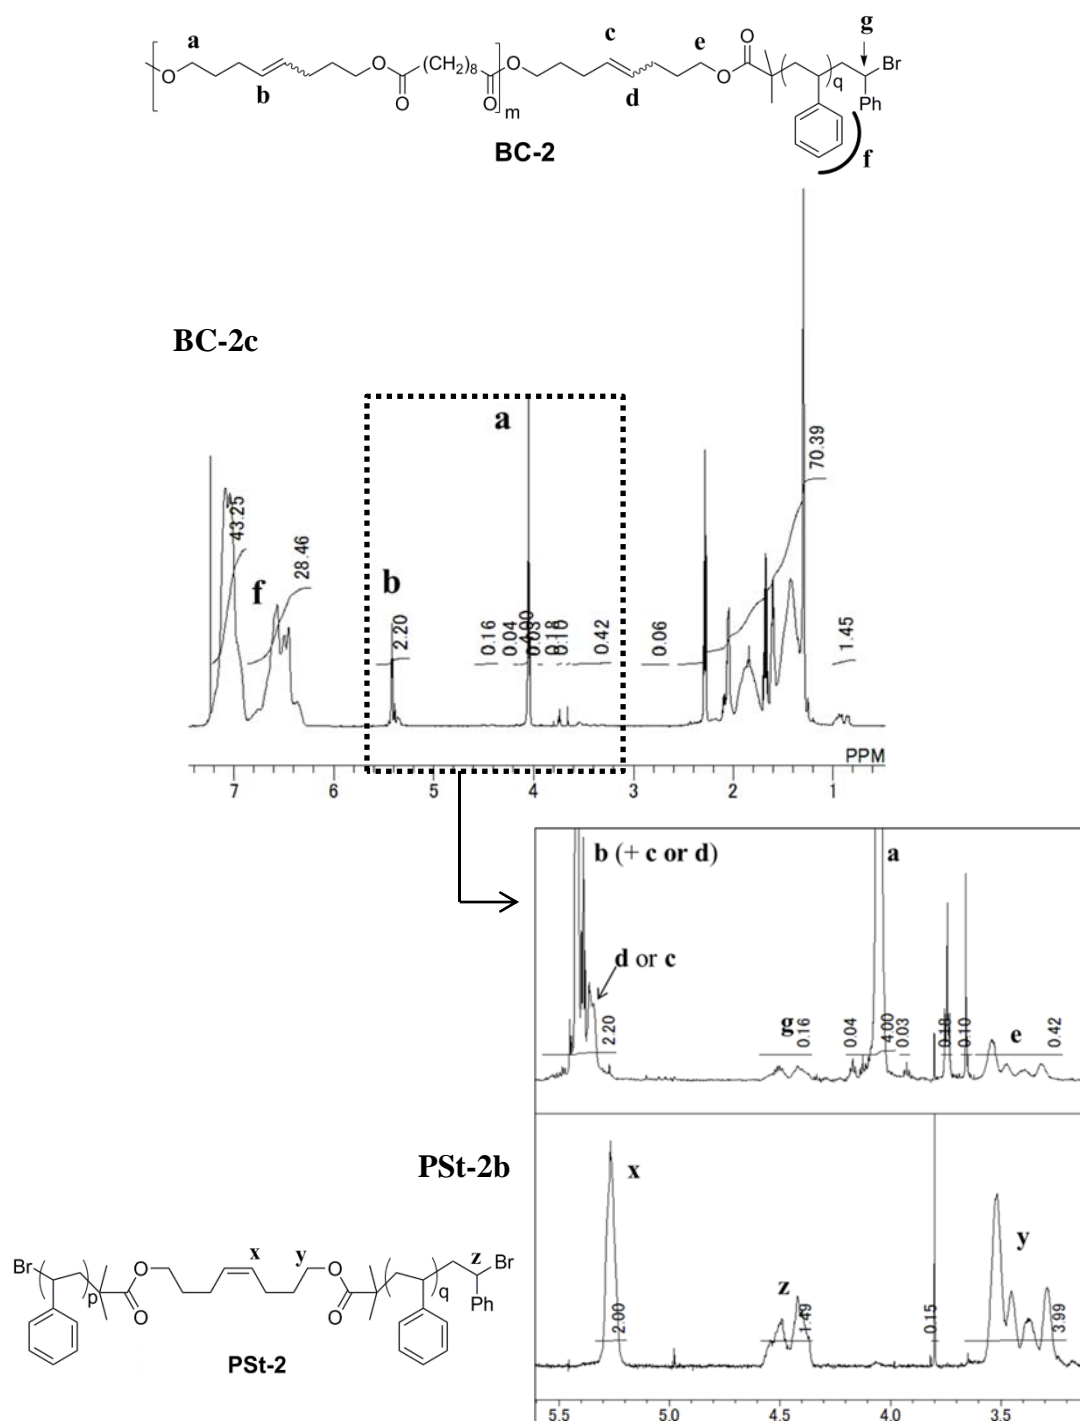 g
a
c
e
O
Br
O
O
(CH₂)₈
O
O
q
b
O
O
m
d
Ph
BC-2
f
BC-2c
a
70.39
43.25
28.46
f
b
2.20
0.16
0.04
4.00
0.03
0.18
0.10
0.42
0.06
1.45
PPM
7
6
5
4
3
2
1
b (+ c or d)
a
d or c
g
e
2.20
0.16
0.04
4.00
0.03
0.18
0.10
0.42
PSt-2b
x
y
z
2.00
1.49
0.15
3.99
x
y
z
Br
O
O
Br
p
O
O
q
Ph
PSt-2
5.5
5.0
4.5
4.0
3.5